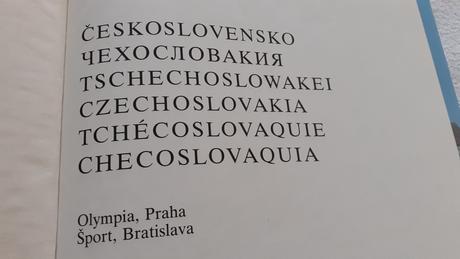 ČESKOSLOVENSKO
ЧЕХОСЛОВАКИЯ
TSCHECHOSLOWAKEI
CZECHOSLOVAKIA
TCHÉCOSLOVAQUIE
CHECOSLOVAQUIA
Olympia, Praha
Šport, Bratislava